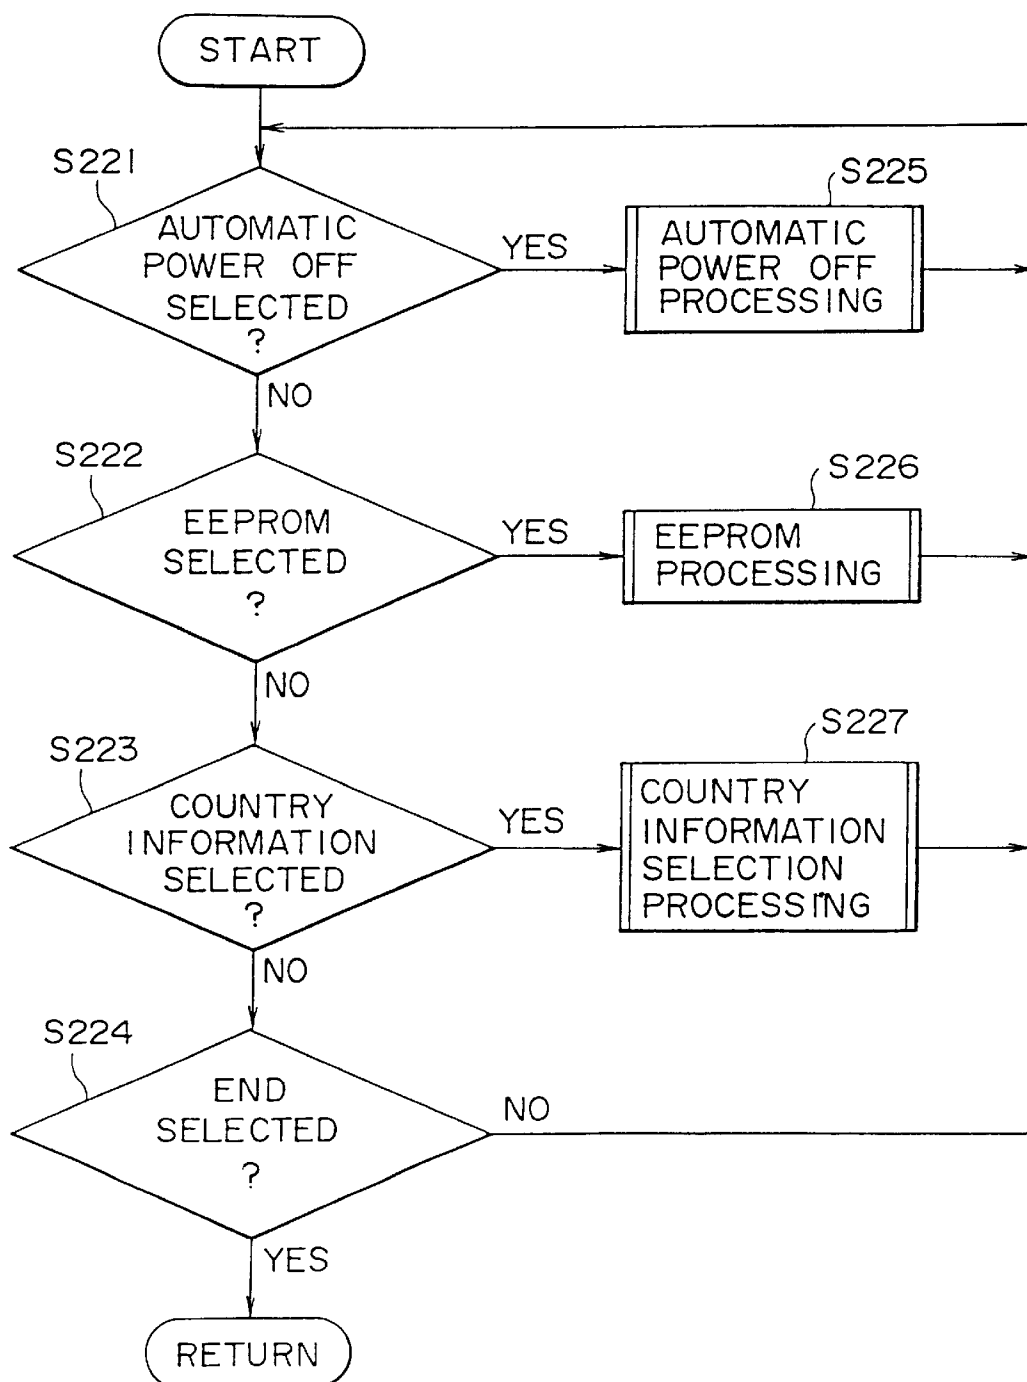 START
S221
AUTOMATIC
POWER OFF
SELECTED
?
YES
S225
AUTOMATIC
POWER OFF
PROCESSING
NO
S222
EEPROM
SELECTED
?
YES
S226
EEPROM
PROCESSING
NO
S223
COUNTRY
INFORMATION
SELECTED
?
YES
S227
COUNTRY
INFORMATION
SELECTION
PROCESSING
NO
S224
END
SELECTED
?
NO
YES
RETURN